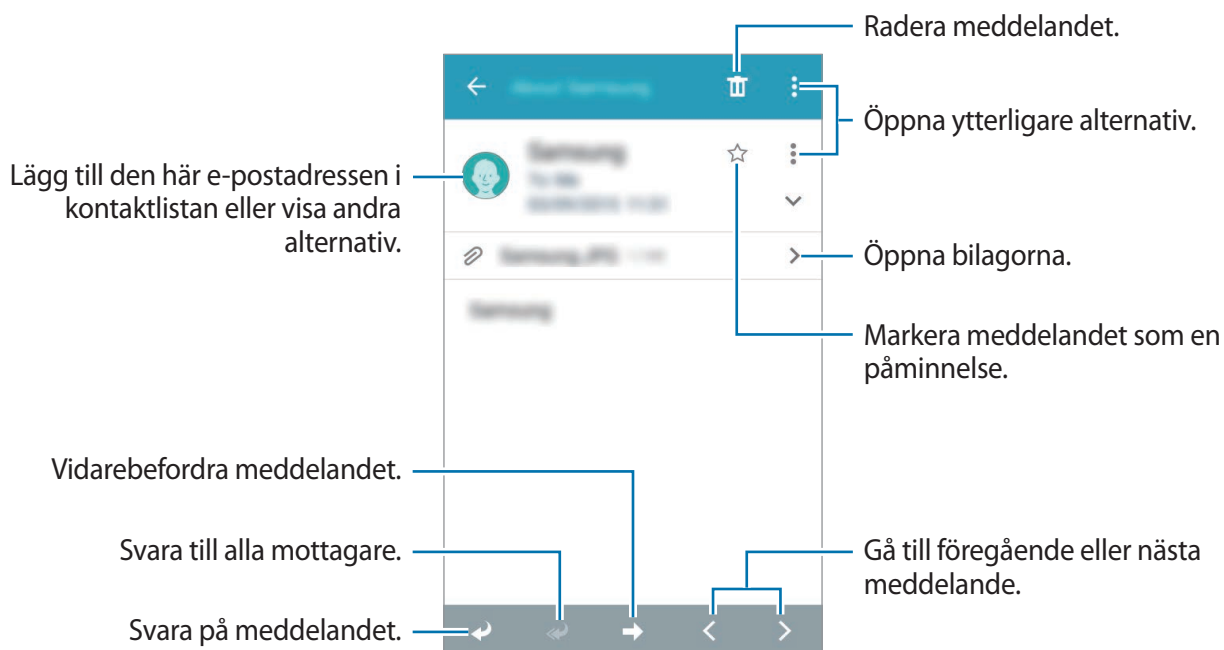 Radera meddelandet.
Öppna ytterligare alternativ.
Lägg till den här e-postadressen i
kontaktlistan eller visa andra
alternativ.
Öppna bilagorna.
Markera meddelandet som en
påminnelse.
Vidarebefordra meddelandet.
Svara till alla mottagare.
Gå till föregående eller nästa
meddelande.
Svara på meddelandet.